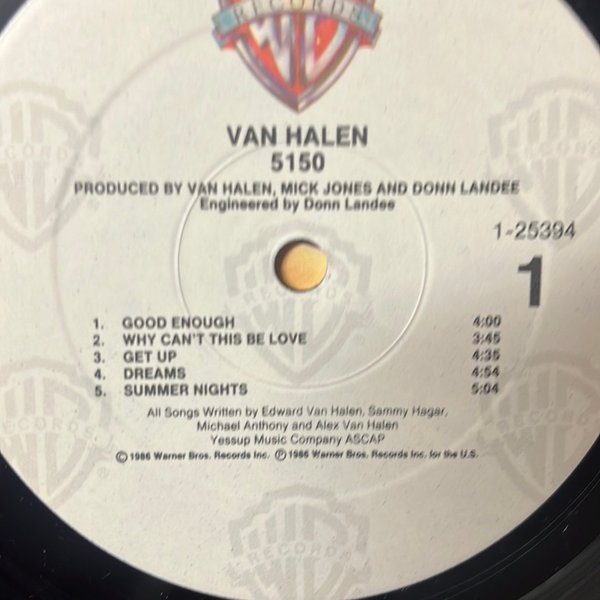 RECORDS
VAN HALEN
5150
PRODUCED BY VAN HALEN, MICK JONES AND DONN LANDEE
Engineered by Donn Landee
1-25394
1
1. GOOD ENOUGH 4:00
2. WHY CAN'T THIS BE LOVE 3:45
3. GET UP 4:35
4. DREAMS 4:54
5. SUMMER NIGHTS 5:04
All Songs Written by Edward Van Halen, Sammy Hagar,
Michael Anthony and Alex Van Halen
Yessup Music Company ASCAP
©1986 Warner Bros. Records Inc. ℗1986 Warner Bros. Records Inc. for the U.S.
RECORDS